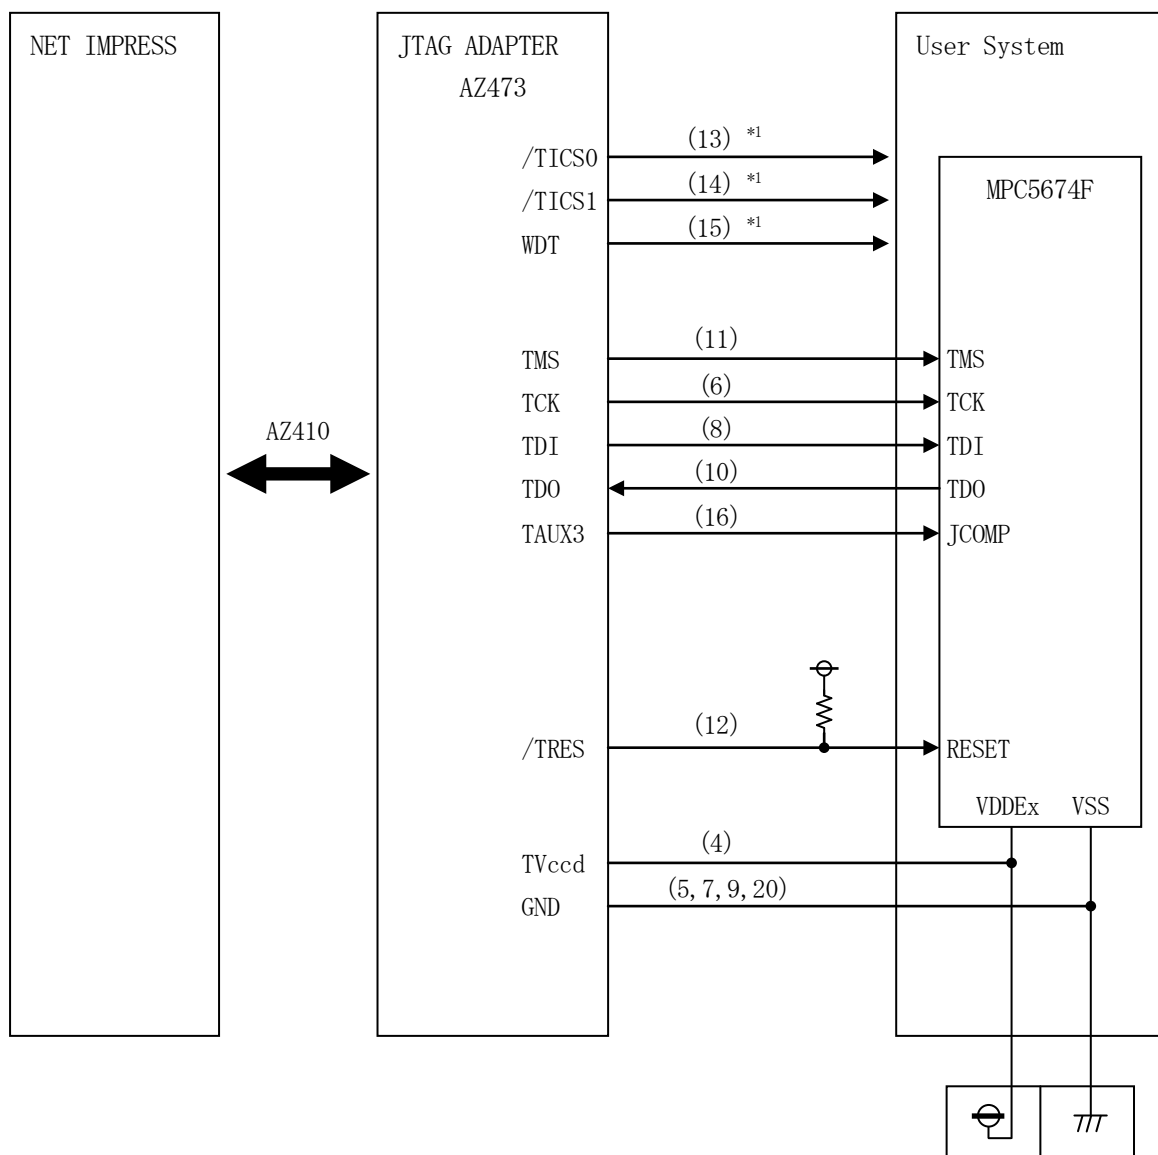 NET IMPRESS
JTAG ADAPTER
AZ473
User System
/TICS0 (13) *1
/TICS1 (14) *1
WDT (15) *1
MPC5674F
TMS (11) TMS
TCK (6) TCK
AZ410
TDI (8) TDI
TDO (10) TDO
TAUX3 (16) JCOMP
/TRES (12) RESET
VDDEx VSS
TVccd (4)
GND (5,7,9,20)